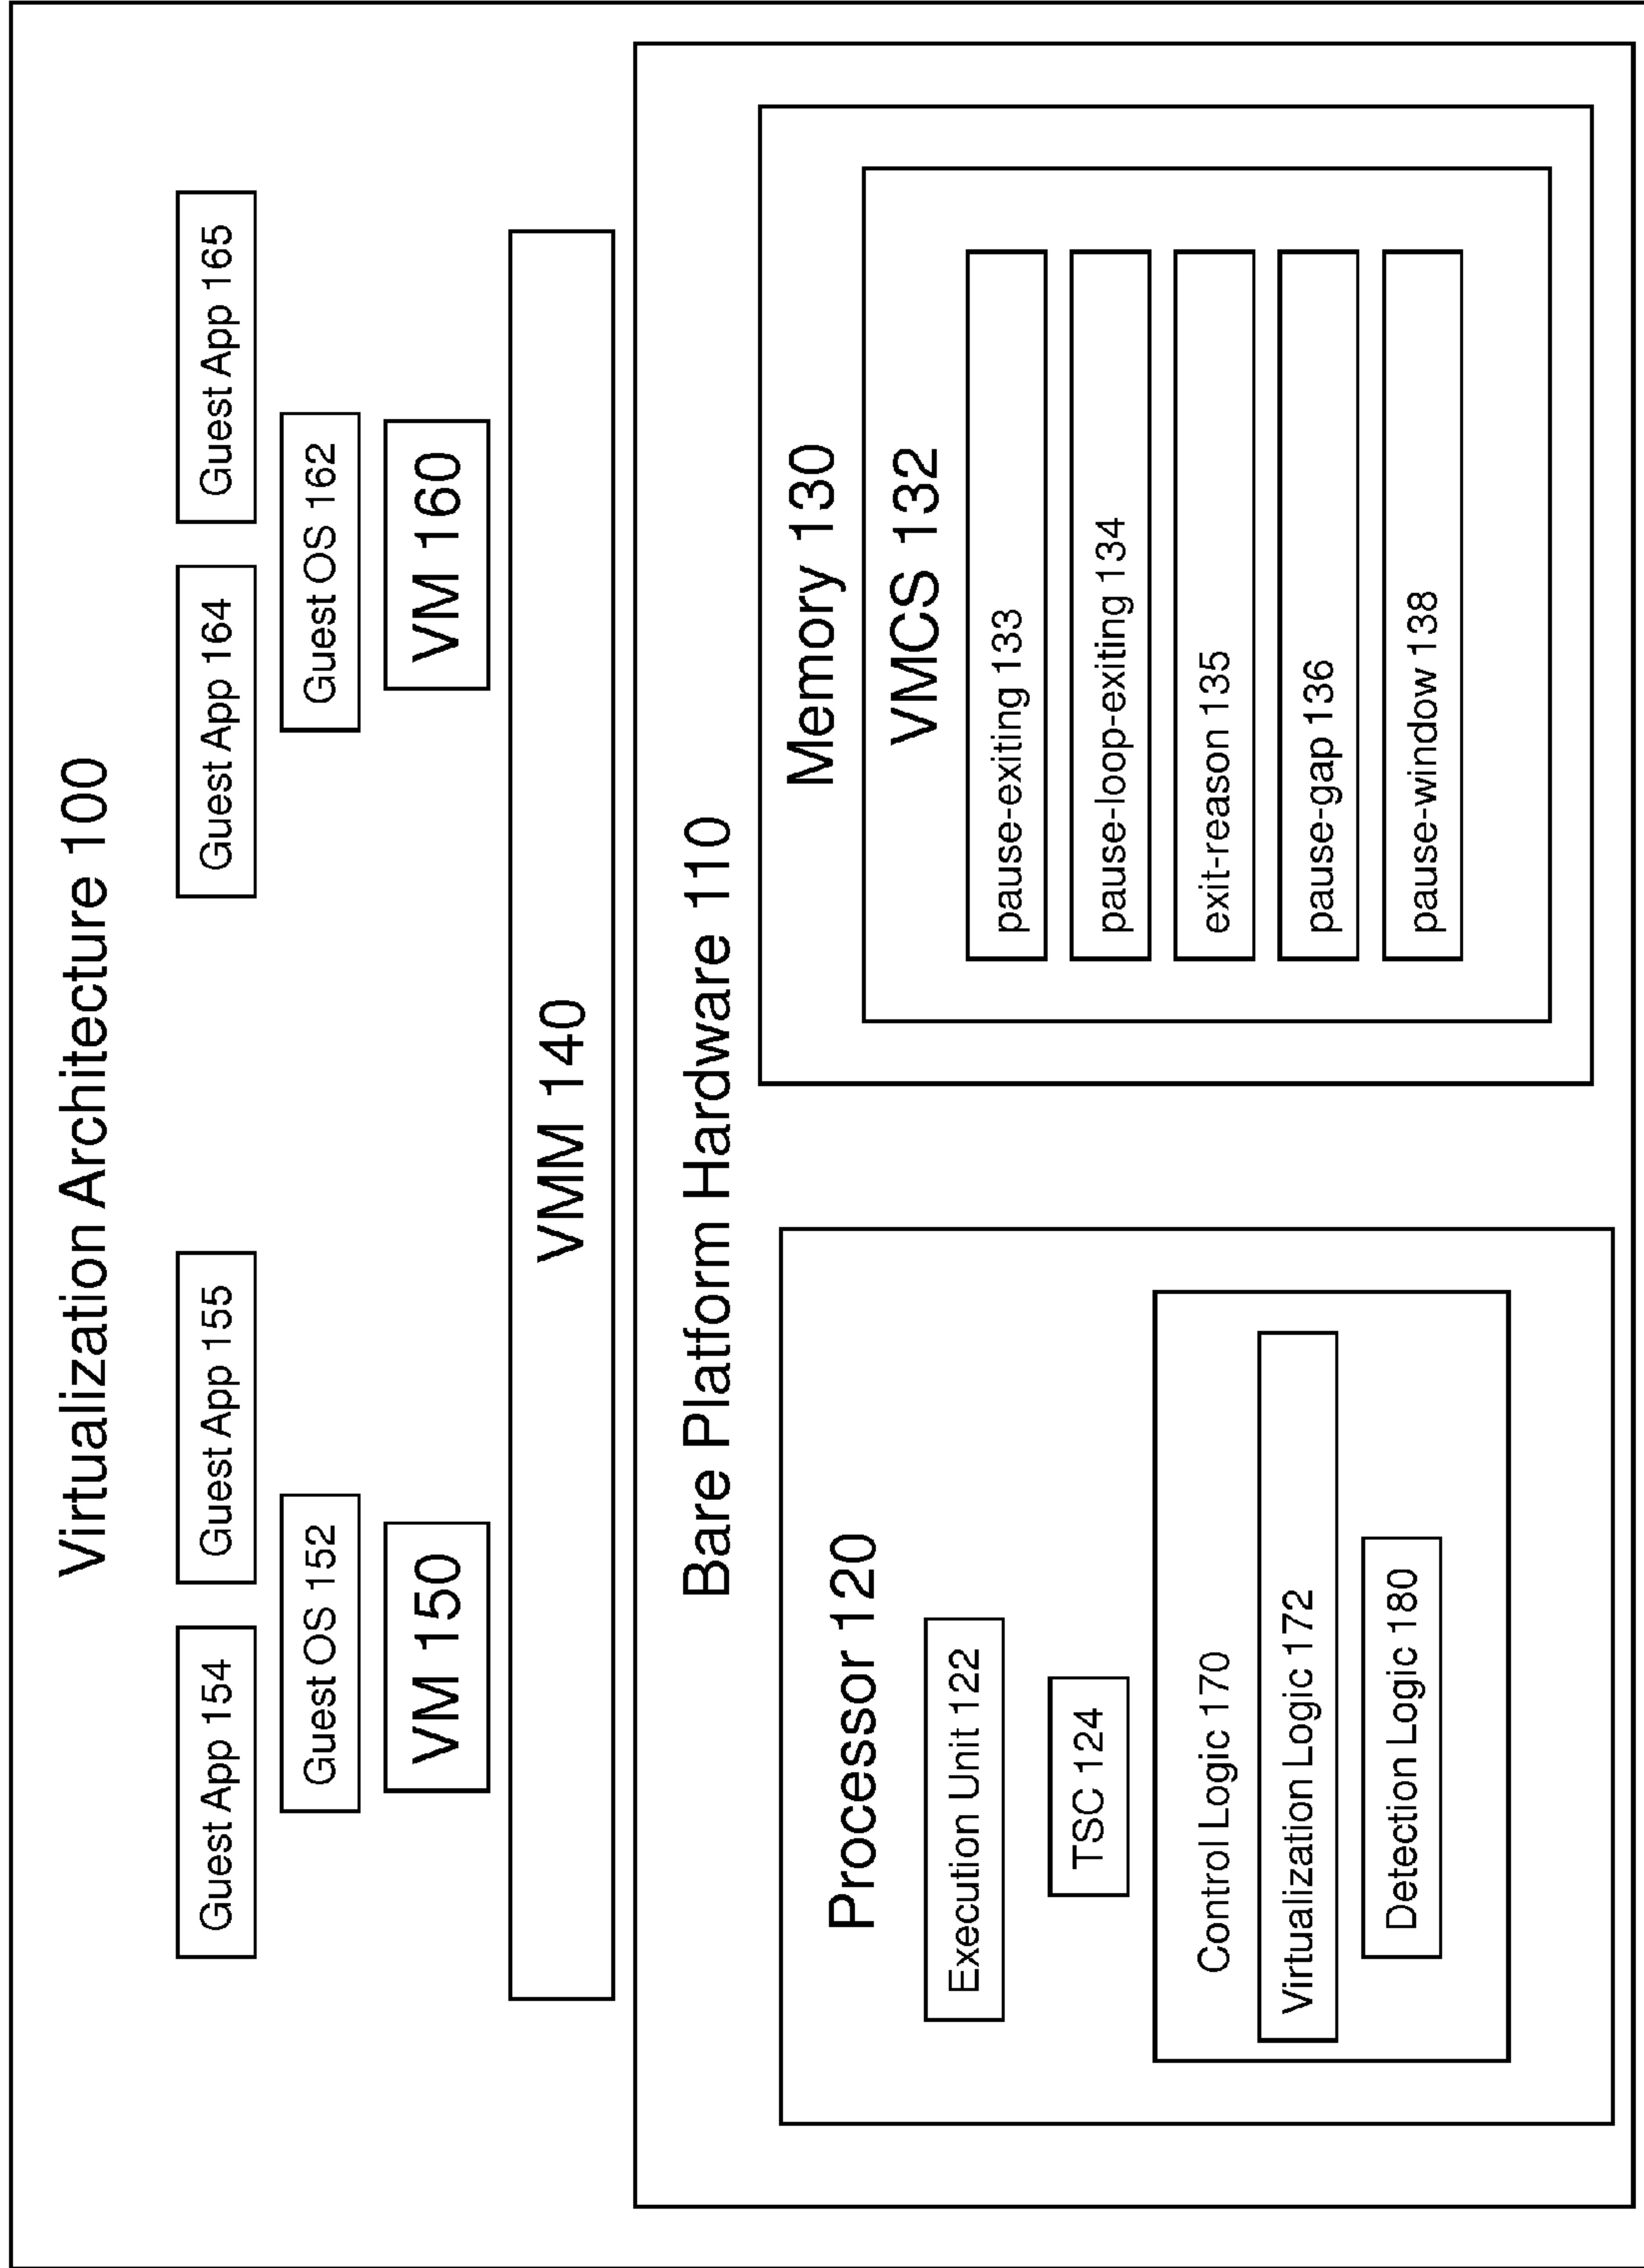 Virtualization Architecture 100
Guest App 154
Guest App 155
Guest App 164
Guest App 165
Guest OS 152
Guest OS 162
VM 150
VM 160
VMM 140
Bare Platform Hardware 110
Processor 120
Execution Unit 122
TSC 124
Control Logic 170
Virtualization Logic 172
Detection Logic 180
Memory 130
VMCS 132
pause-exiting 133
pause-loop-exiting 134
exit-reason 135
pause-gap 136
pause-window 138